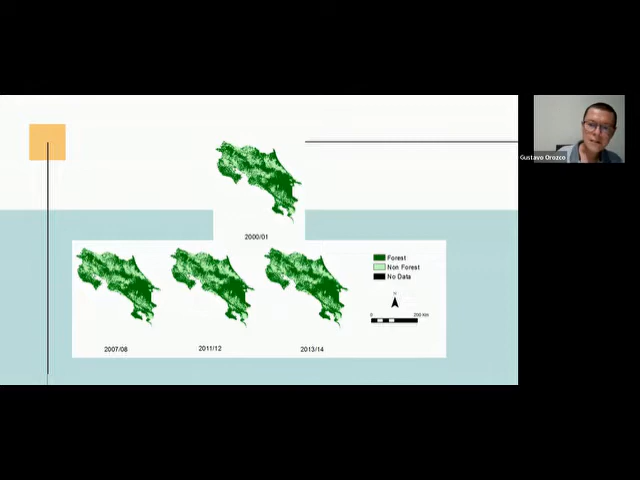 Gustavo Orozco
2000/01
Forest
Non Forest
No Data
N
0
200 Km
2007/08
2011/12
2013/14